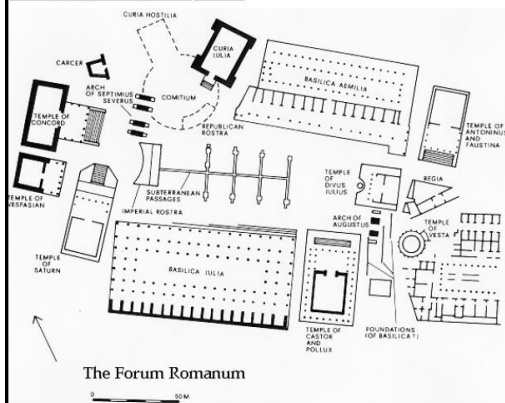 CURIA HOSTILIA
CURIA
IULIA
CARCER
ARCH
OF SEPTIMIUS
SEVERUS
COMITIUM
BASILICA AEMILIA
TEMPLE OF
CONCORD
REPUBLICAN
ROSTRA
TEMPLE OF
ANTONINUS
AND
FAUSTINA
TEMPLE
OF
DIVUS
IULIUS
REGIA
TEMPLE OF
VESPASIAN
SUBTERRANEAN
PASSAGES
IMPERIAL ROSTRA
ARCH OF
AUGUSTUS
TEMPLE
OF
VESTA
TEMPLE
OF
SATURN
BASILICA IULIA
TEMPLE OF
CASTOR
AND
POLLUX
FOUNDATIONS
(OF BASILICA ?)
The Forum Romanum
0
50 M